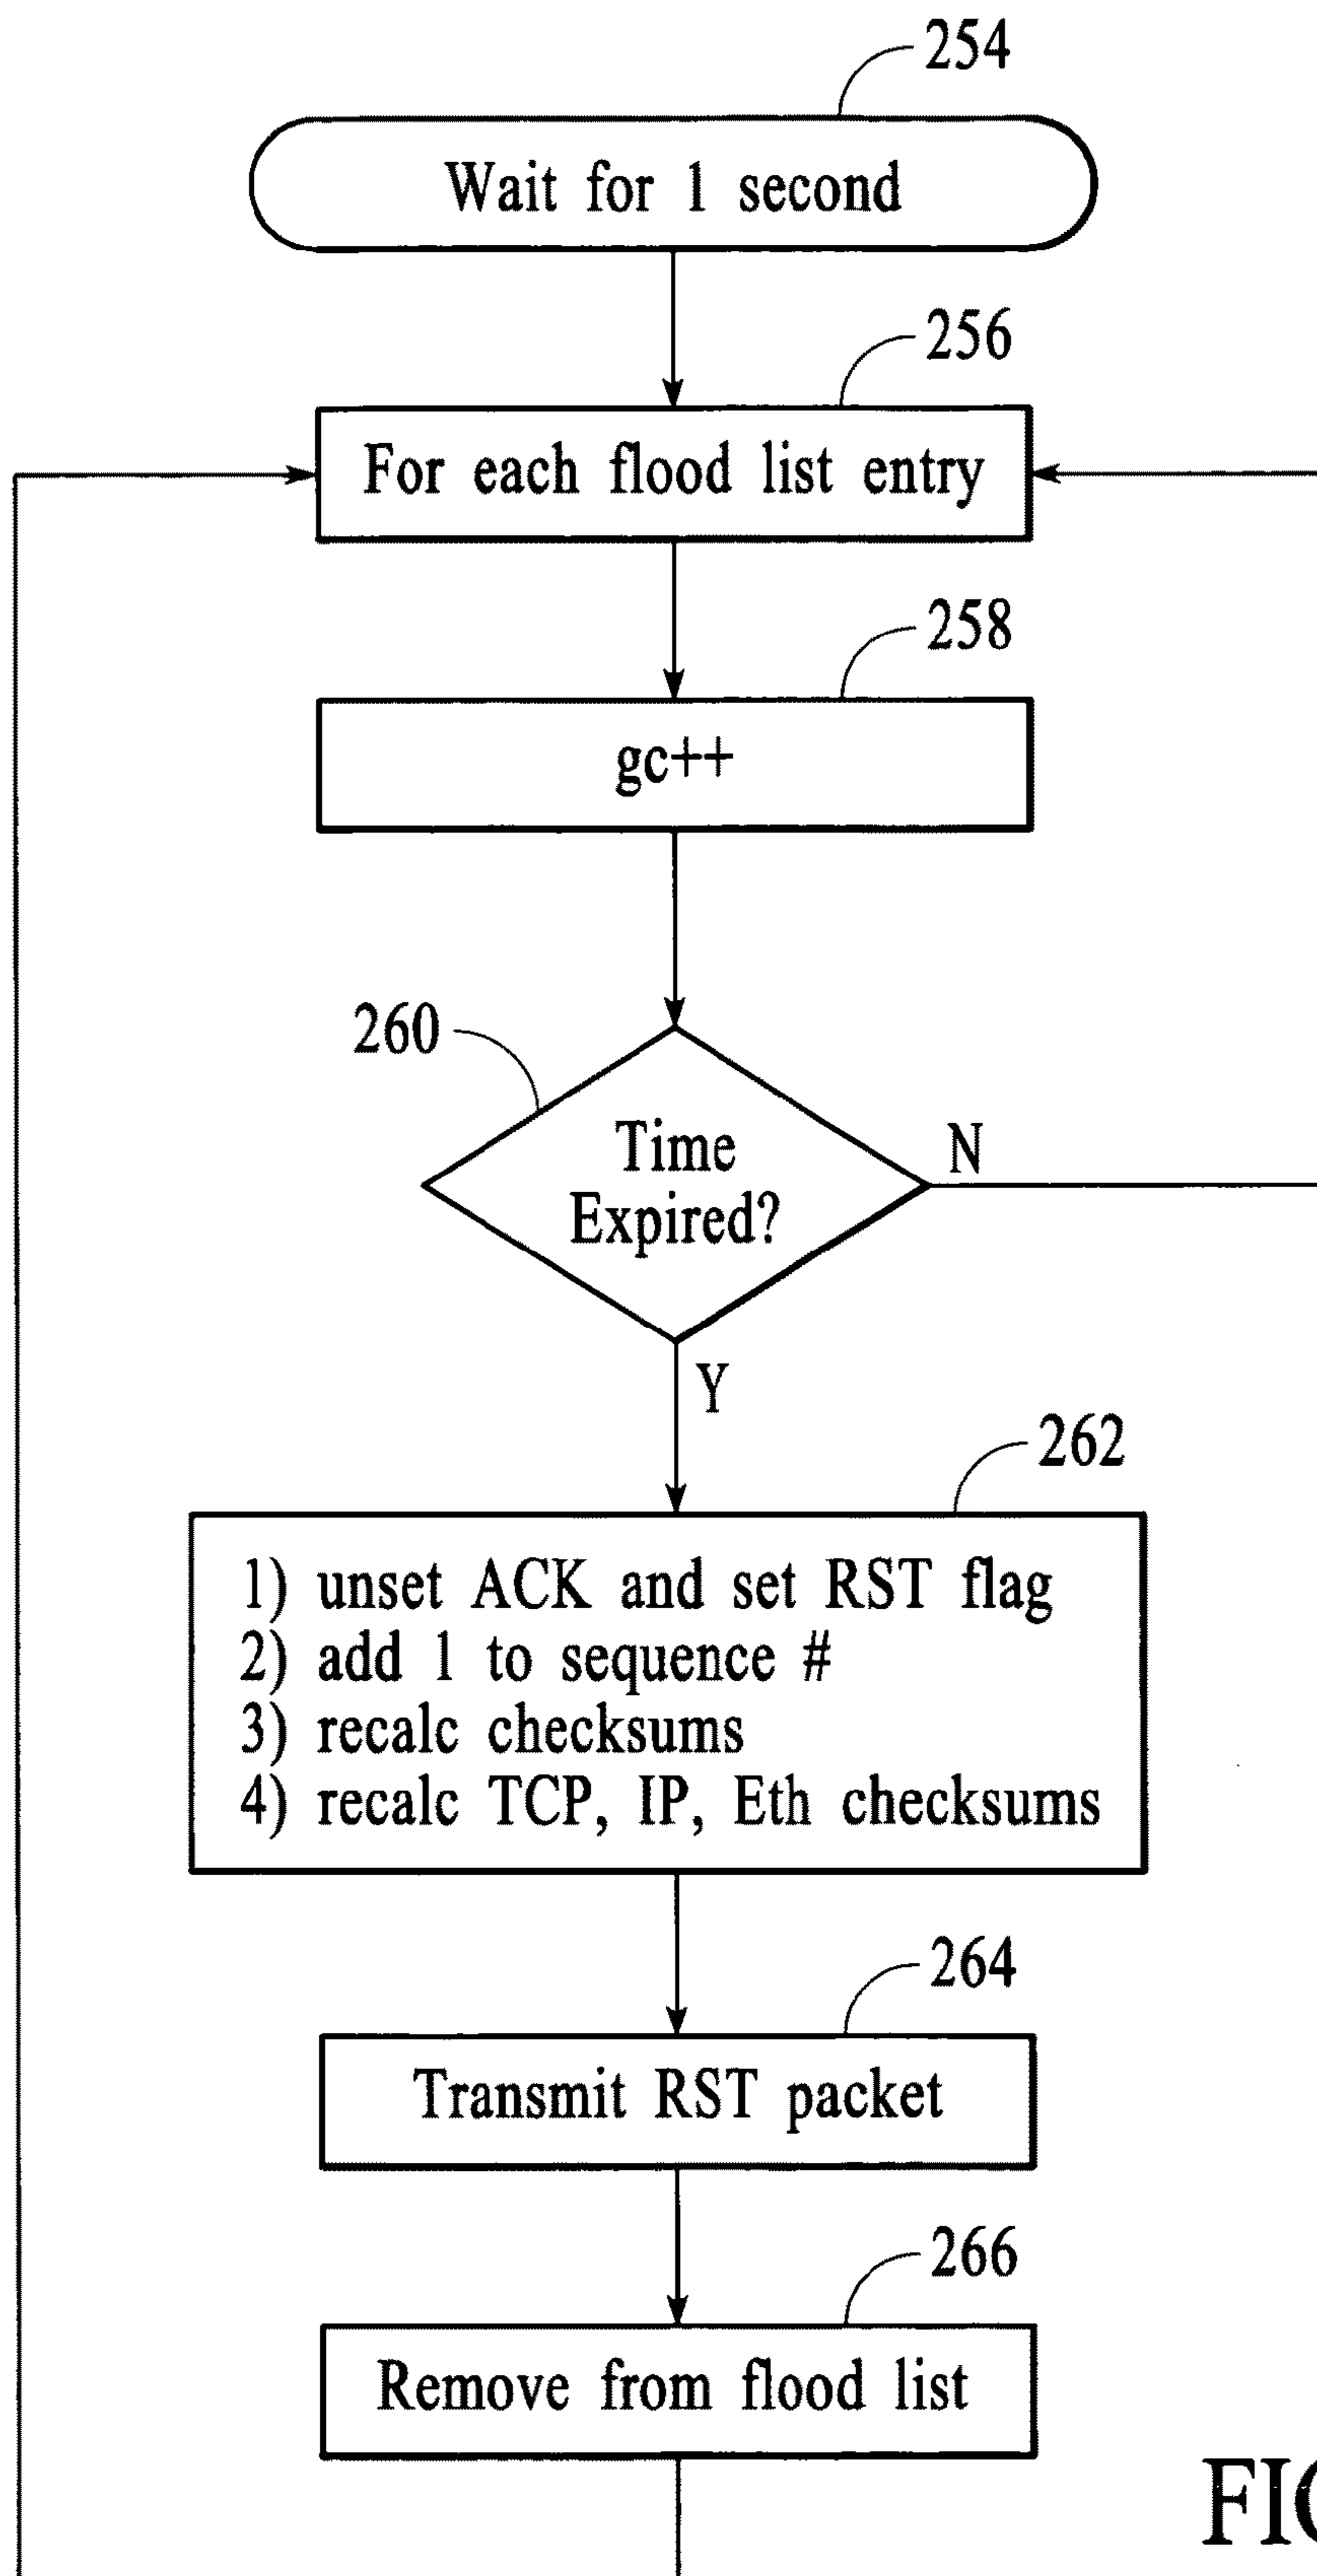 254
Wait for 1 second
256
For each flood list entry
258
gc++
260
Time
Expired?
N
Y
262
1) unset ACK and set RST flag
2) add 1 to sequence #
3) recalc checksums
4) recalc TCP, IP, Eth checksums
264
Transmit RST packet
266
Remove from flood list